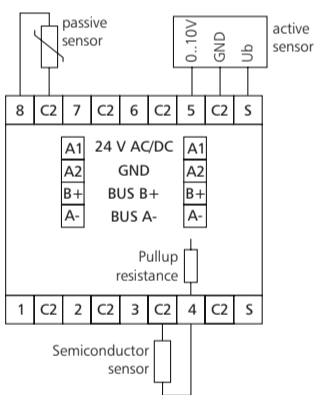 passive
sensor
0..10V
GND
Ub
active
sensor
8 C2 7 C2 6 C2 5 C2 S
A1 24 V AC/DC A1
A2 GND A2
B+ BUS B+ B+
A- BUS A- A-
Pullup
resistance
1 C2 2 C2 3 C2 4 C2 S
Semiconductor
sensor